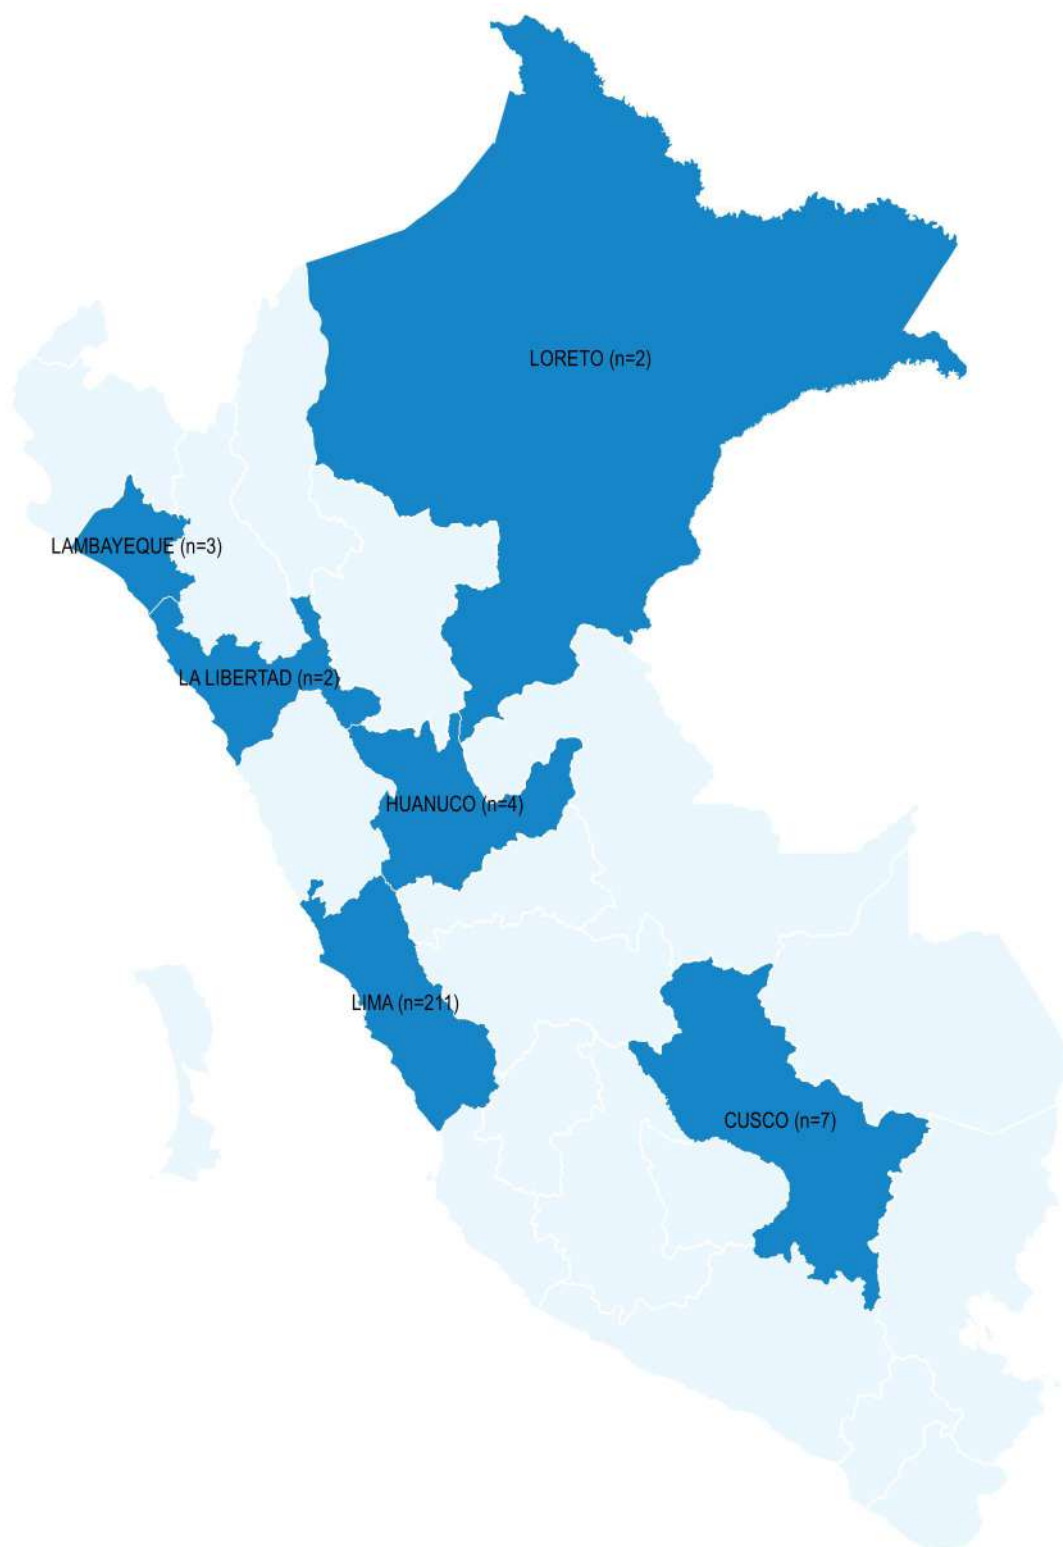 LORETO (n=2)
LAMBAYEQUE (n=3)
LA LIBERTAD (n=2)
HUANUCO (n=4)
LIMA (n=211)
CUSCO (n=7)